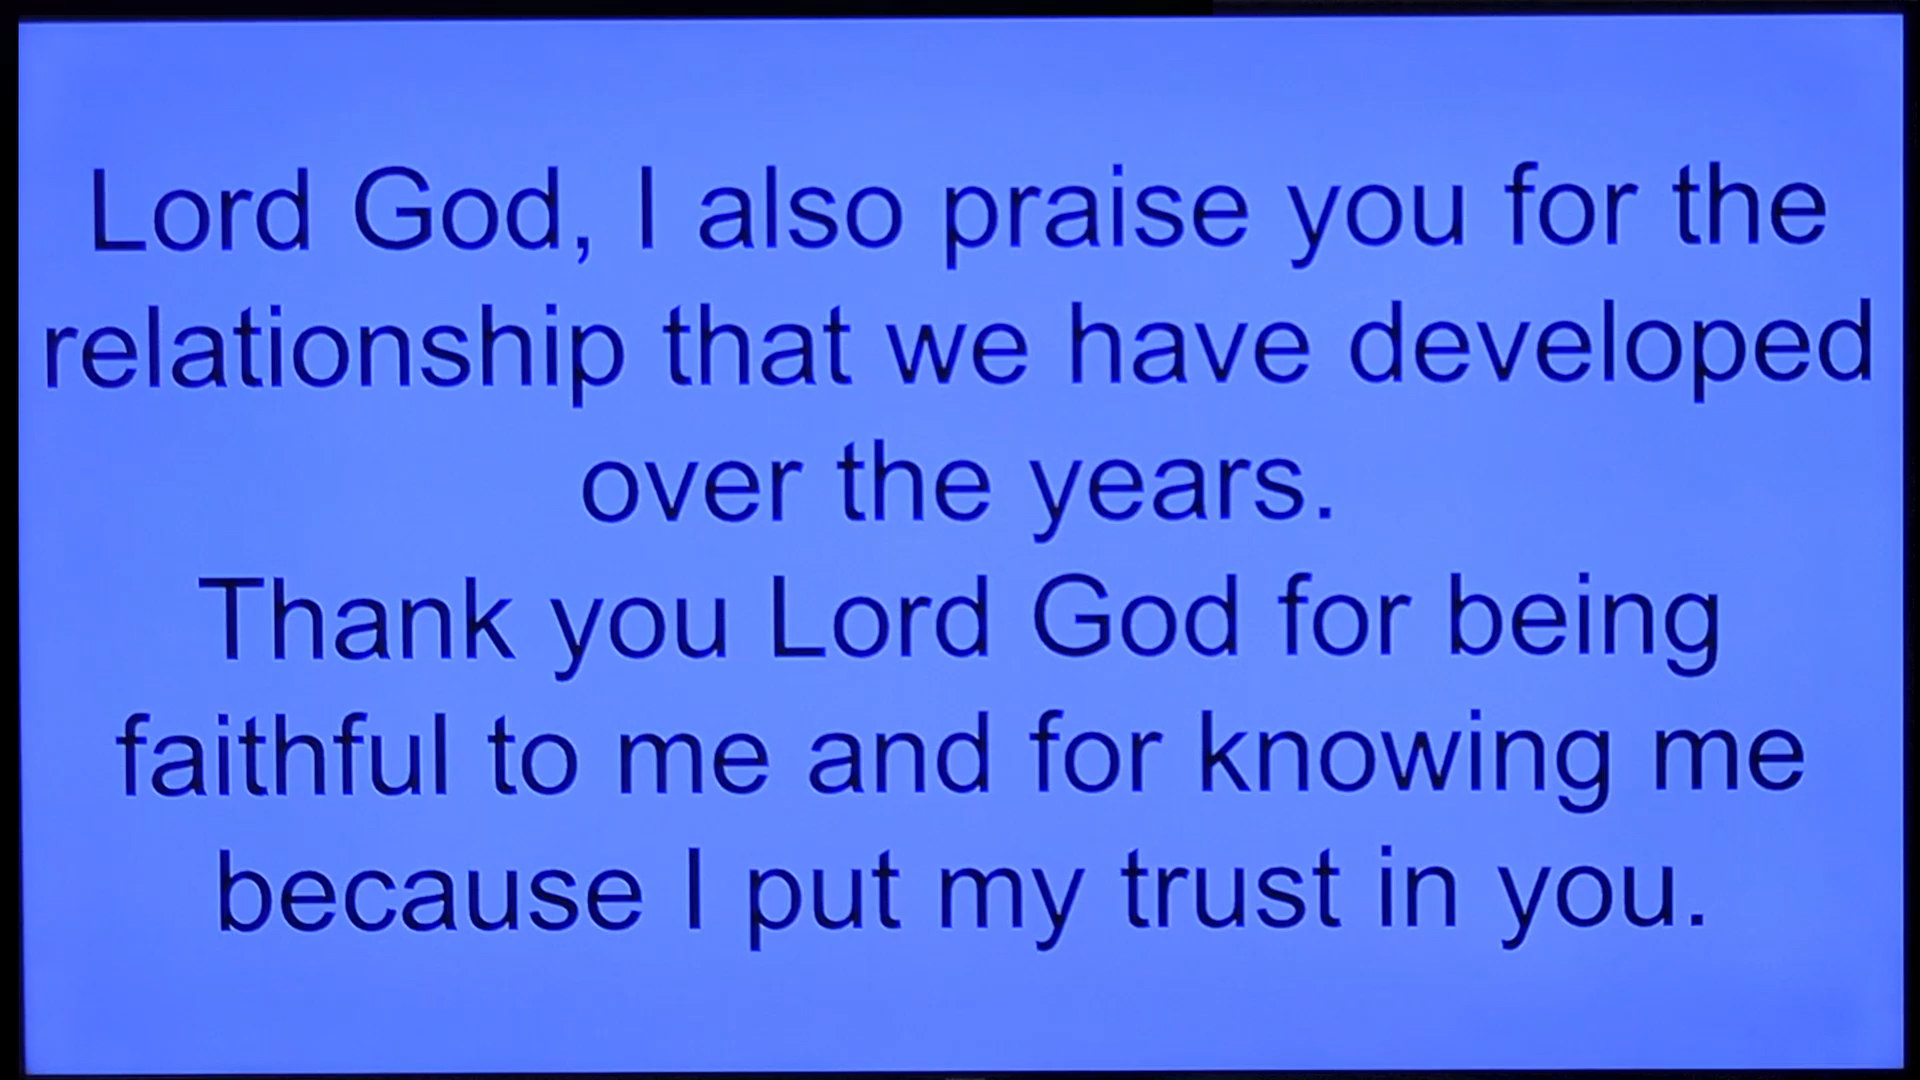 Lord God, I also praise you for the
relationship that we have developed
over the years.
Thank you Lord God for being
faithful to me and for knowing me
because I put my trust in you.